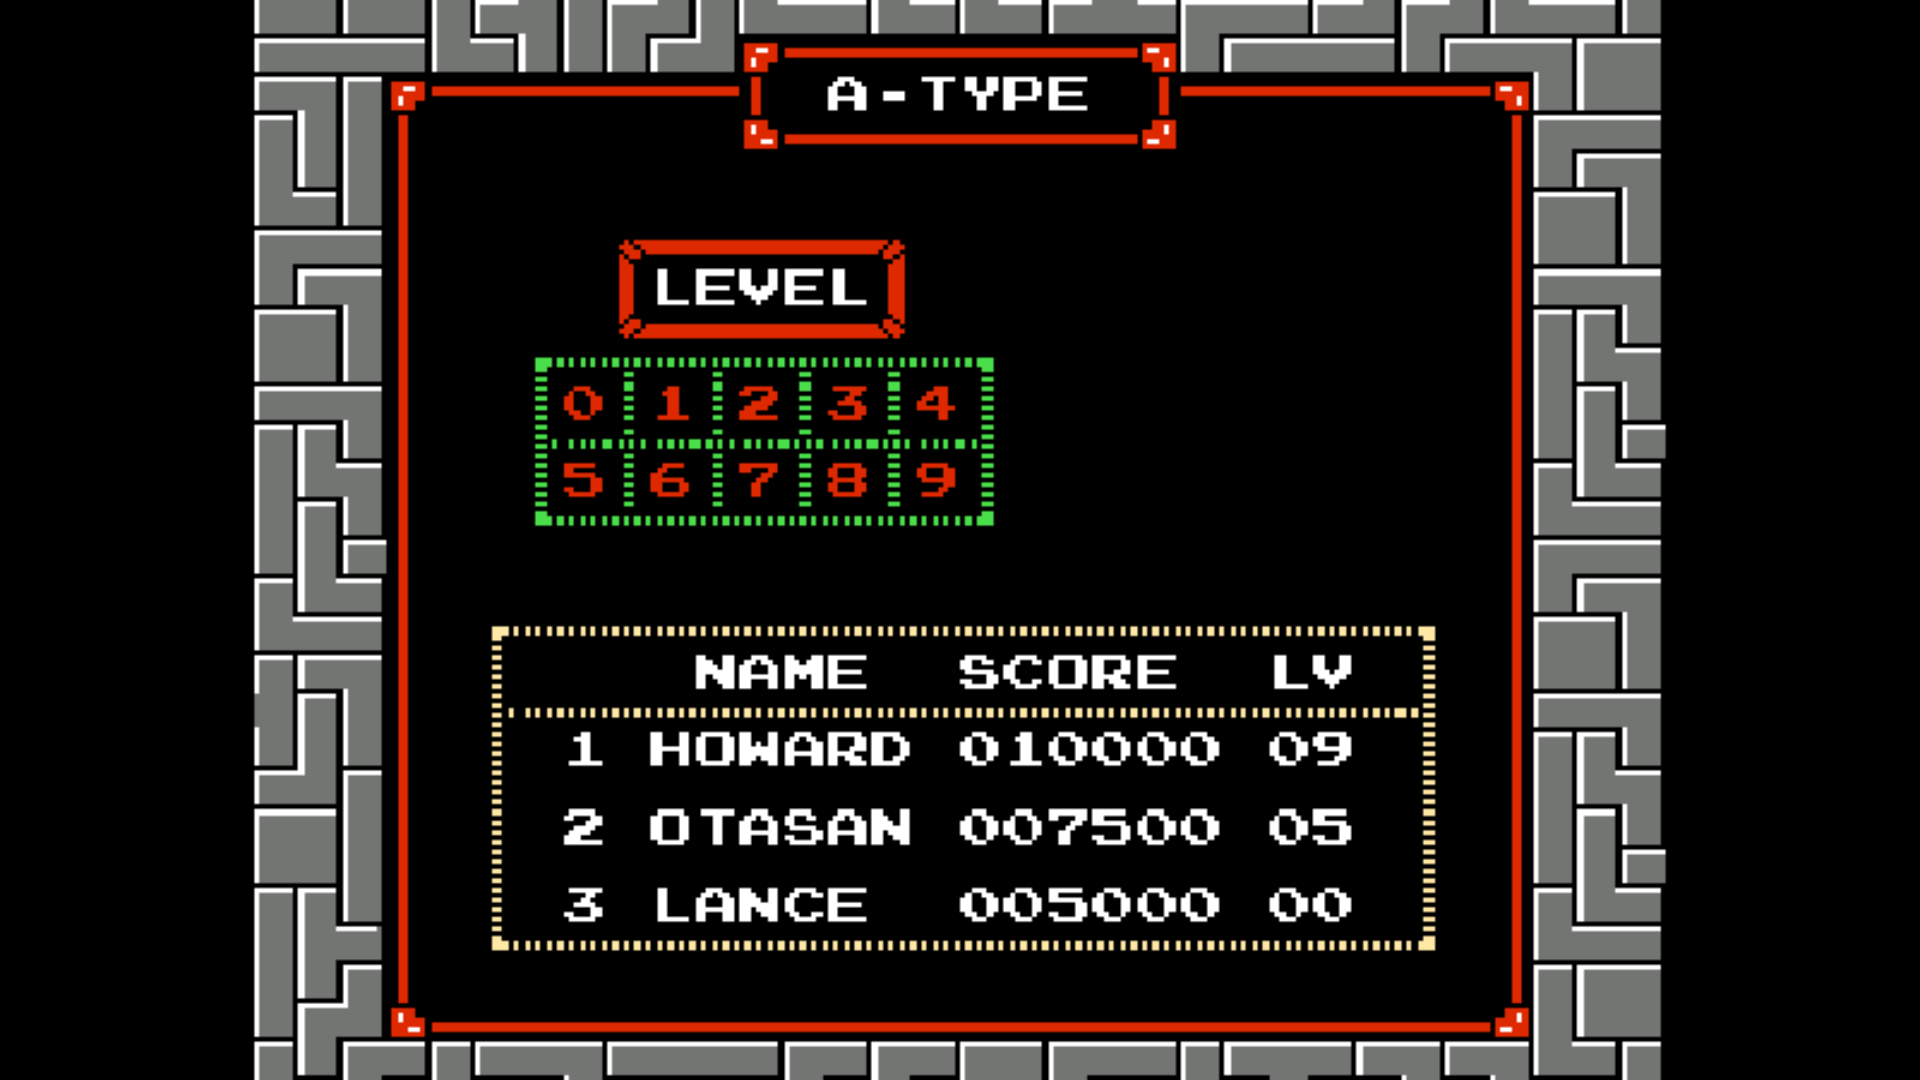 A-TYPE
LEVEL
0 1 2 3 4
5 6 7 8 9
NAME SCORE LV
1 HOWARD 010000 09
2 OTASAN 007500 05
3 LANCE 005000 00